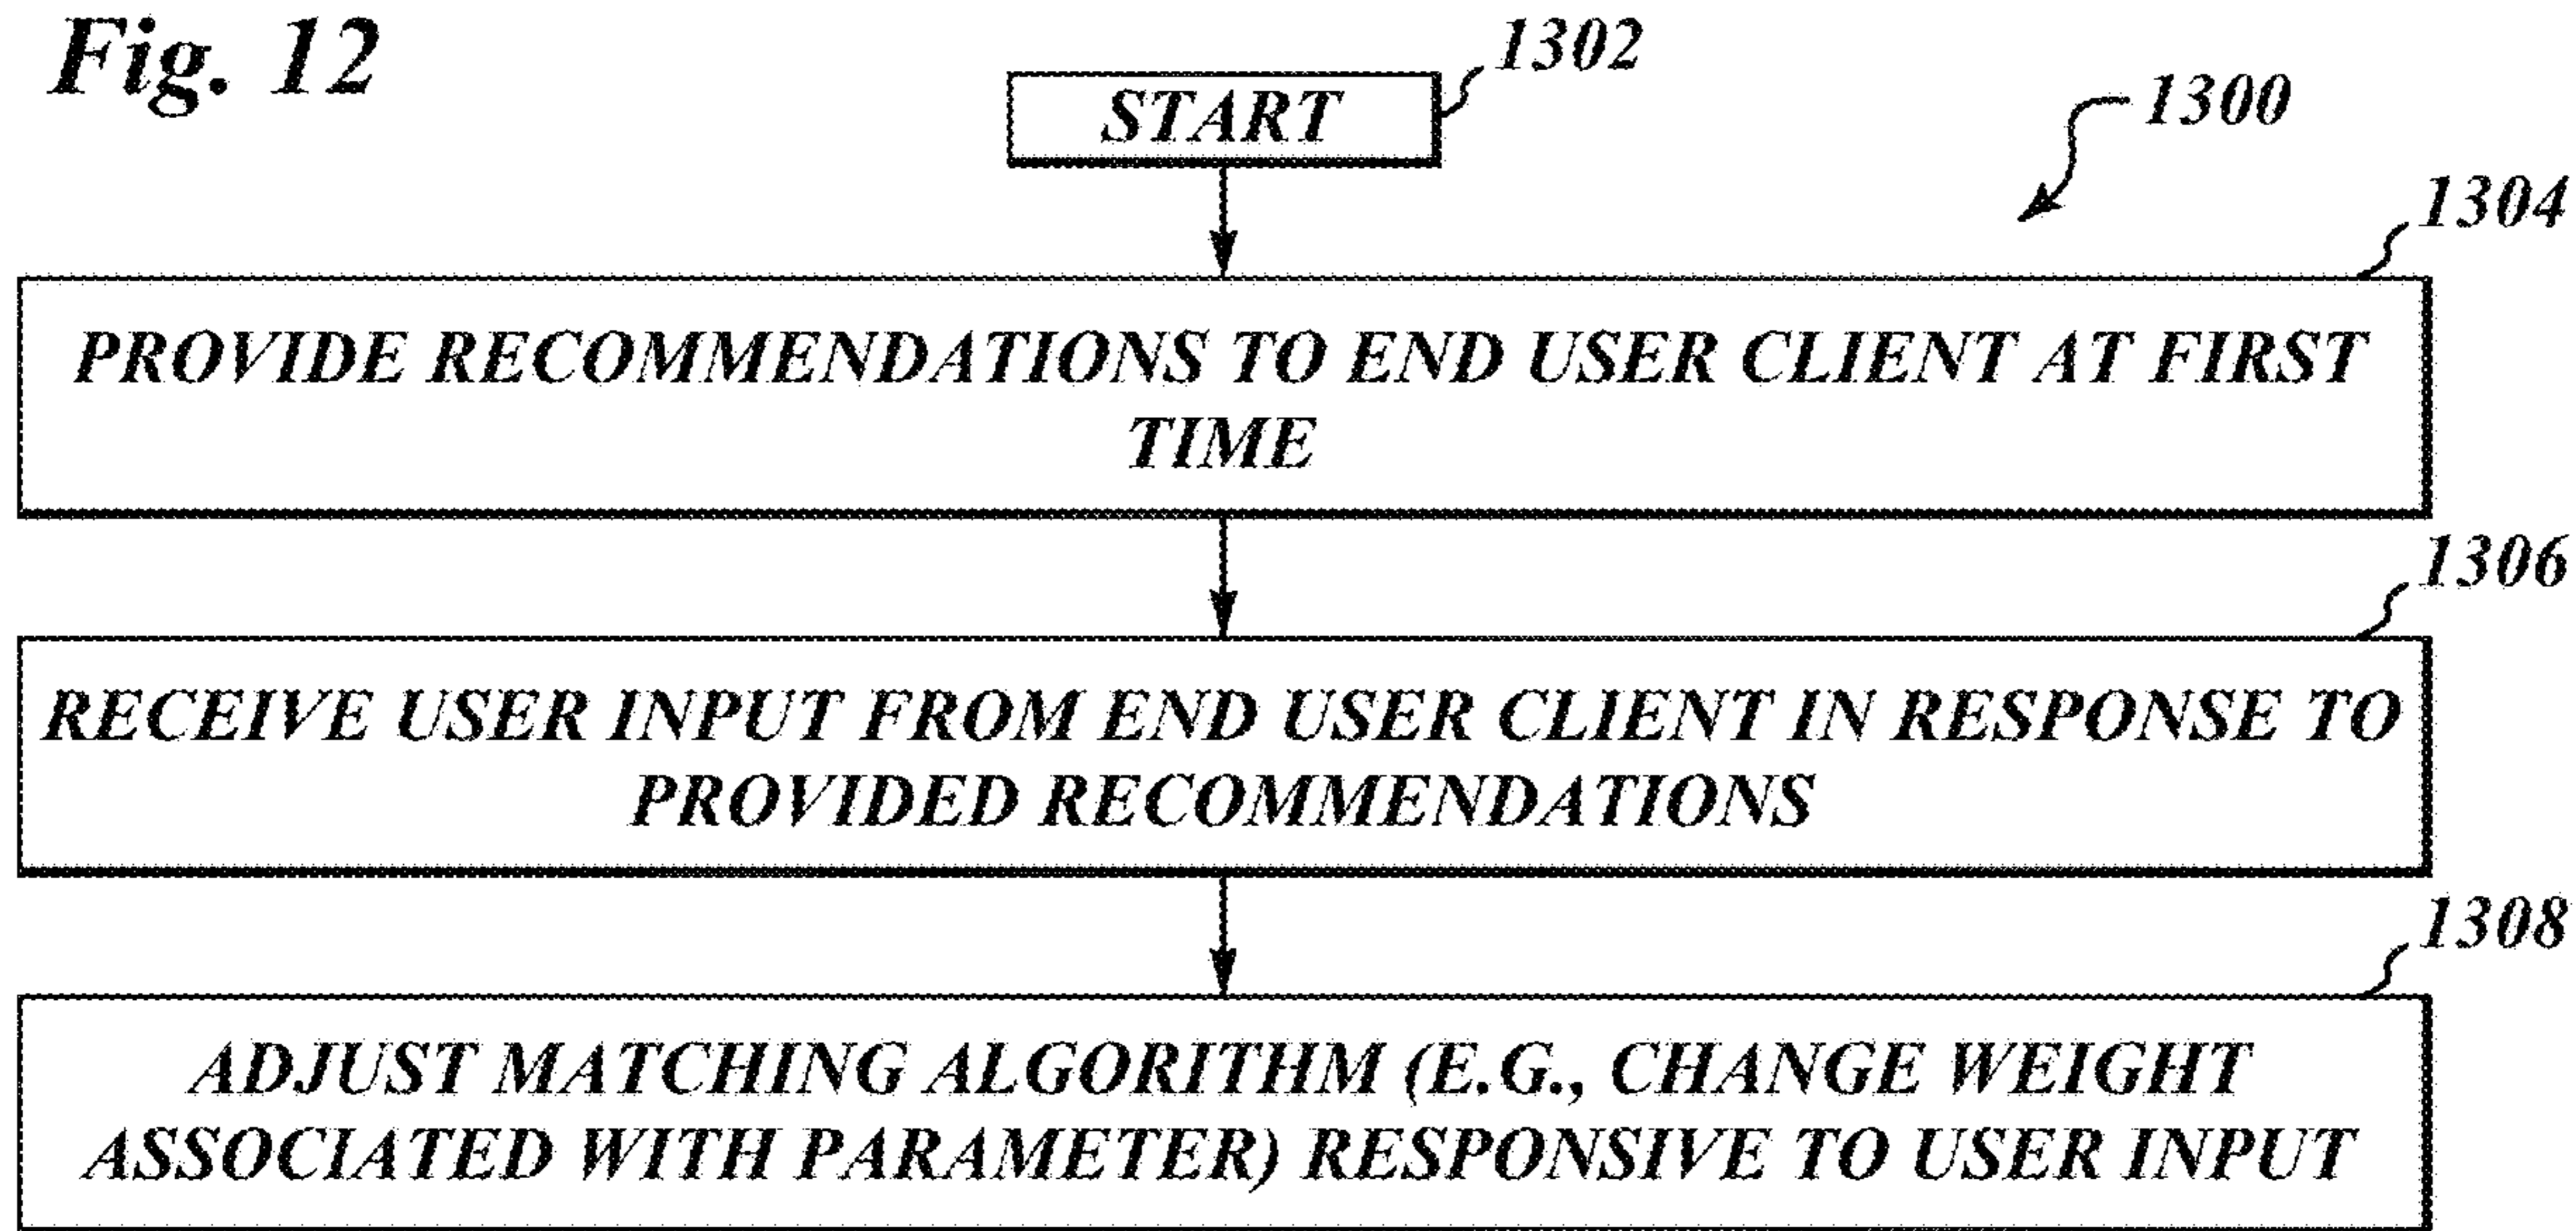 Fig. 12
1302
START
1300
1304
PROVIDE RECOMMENDATIONS TO END USER CLIENT AT FIRST
TIME
1306
RECEIVE USER INPUT FROM END USER CLIENT IN RESPONSE TO
PROVIDED RECOMMENDATIONS
1308
ADJUST MATCHING ALGORITHM (E.G., CHANGE WEIGHT
ASSOCIATED WITH PARAMETER) RESPONSIVE TO USER INPUT